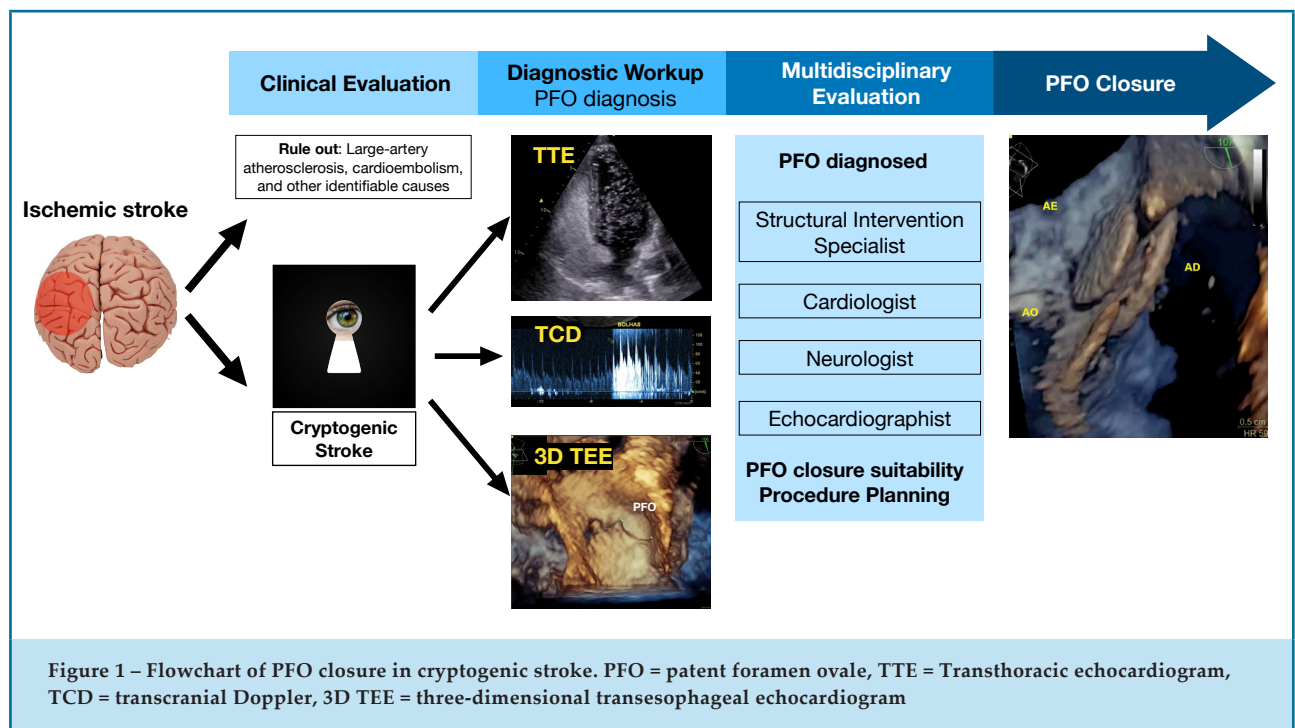 Clinical Evaluation
Diagnostic Workup
PFO diagnosis
Multidisciplinary
Evaluation
PFO Closure
Ischemic stroke
Rule out: Large-artery
atherosclerosis, cardioembolism,
and other identifiable causes
Cryptogenic
Stroke
TTE
TCD
BOLHAS
3D TEE
PFO
PFO diagnosed
Structural Intervention
Specialist
Cardiologist
Neurologist
Echocardiographist
PFO closure suitability
Procedure Planning
AE
AD
AO
0.5 cm
HR 59
Figure 1 – Flowchart of PFO closure in cryptogenic stroke. PFO = patent foramen ovale, TTE = Transthoracic echocardiogram,
TCD = transcranial Doppler, 3D TEE = three-dimensional transesophageal echocardiogram